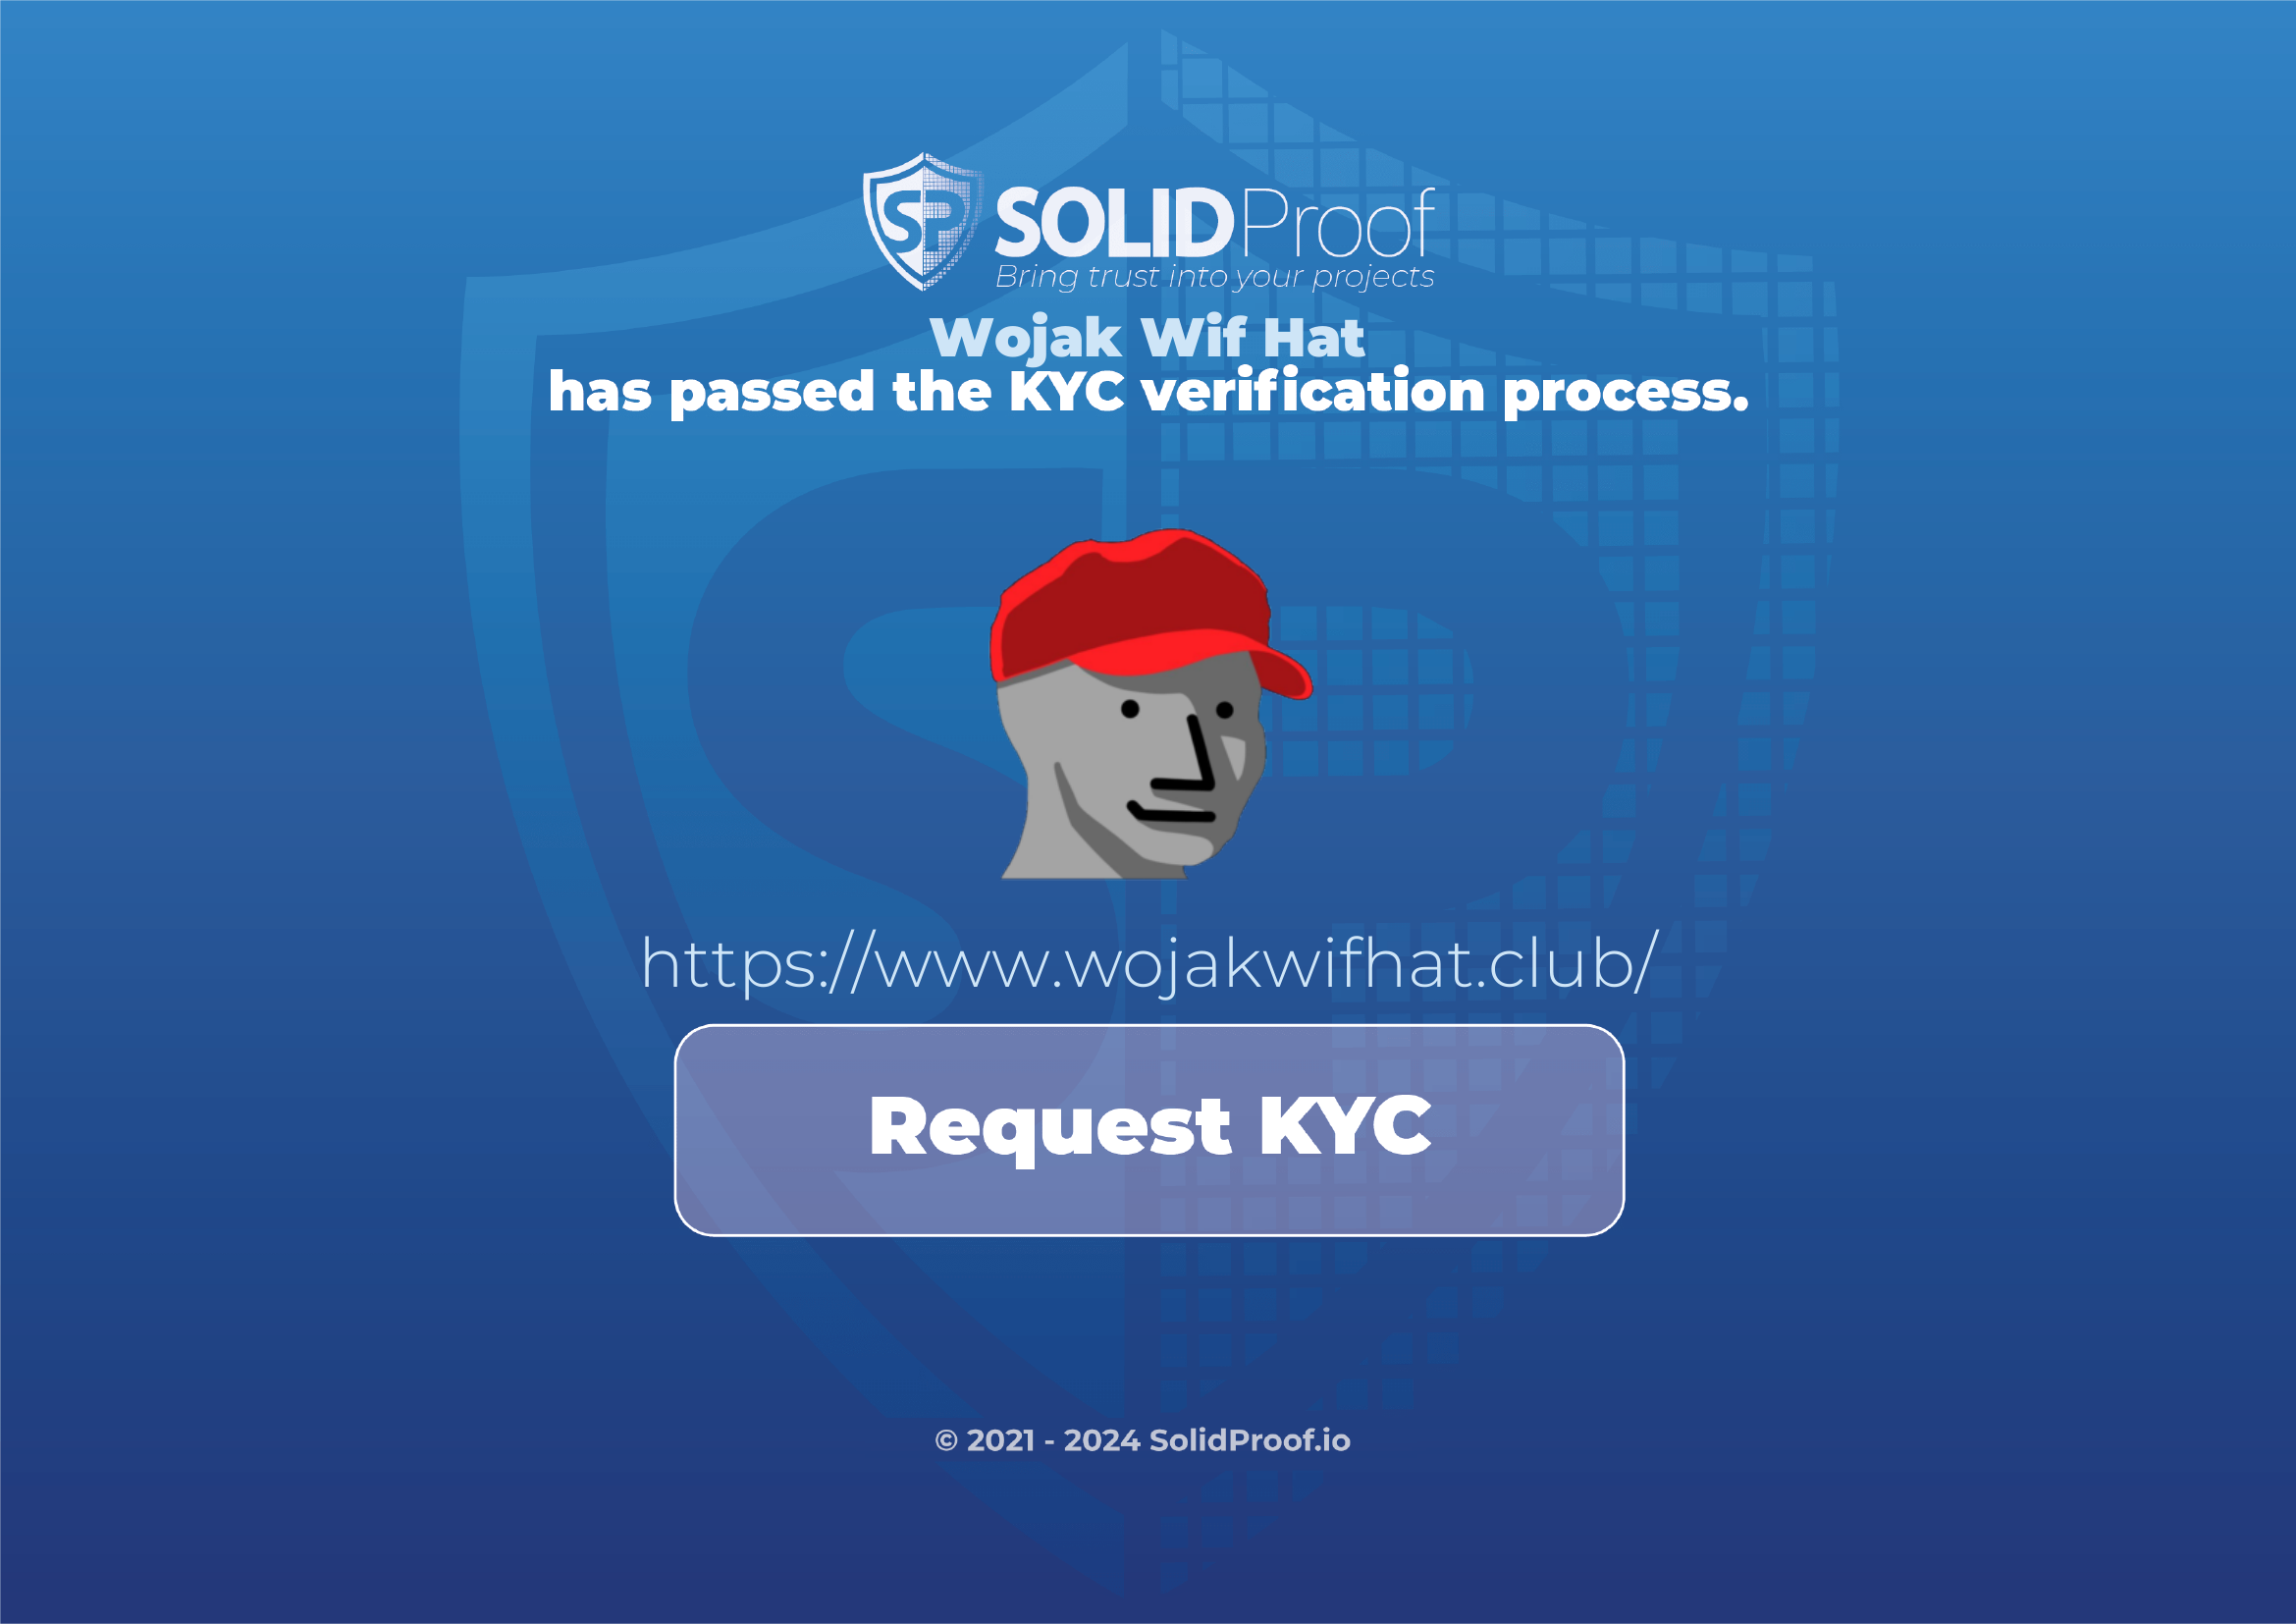 SP
SOLIDProof
Bring trust into your projects
Wojak Wif Hat
has passed the KYC verification process.
https://www.wojakwifhat.club/
Request KYC
© 2021 - 2024 SolidProof.io